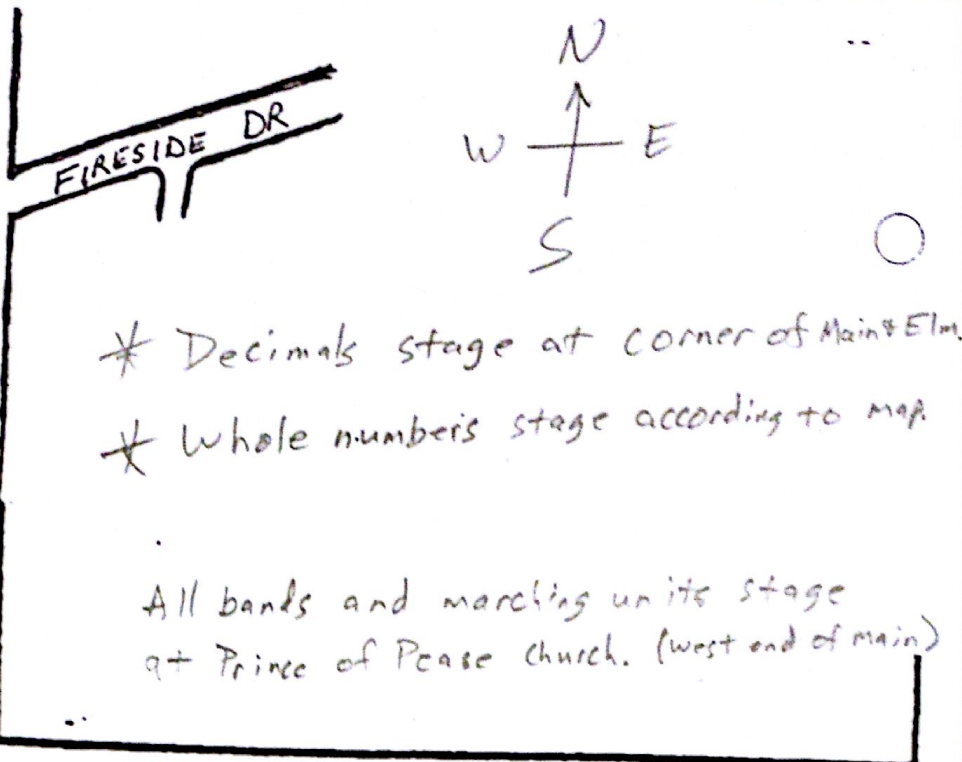 FIRESIDE DR
N
W E
S
* Decimals stage at corner of Main & Elm.
* Whole numbers stage according to map.
All bands and marching units stage
at Prince of Peace Church. (west end of main)